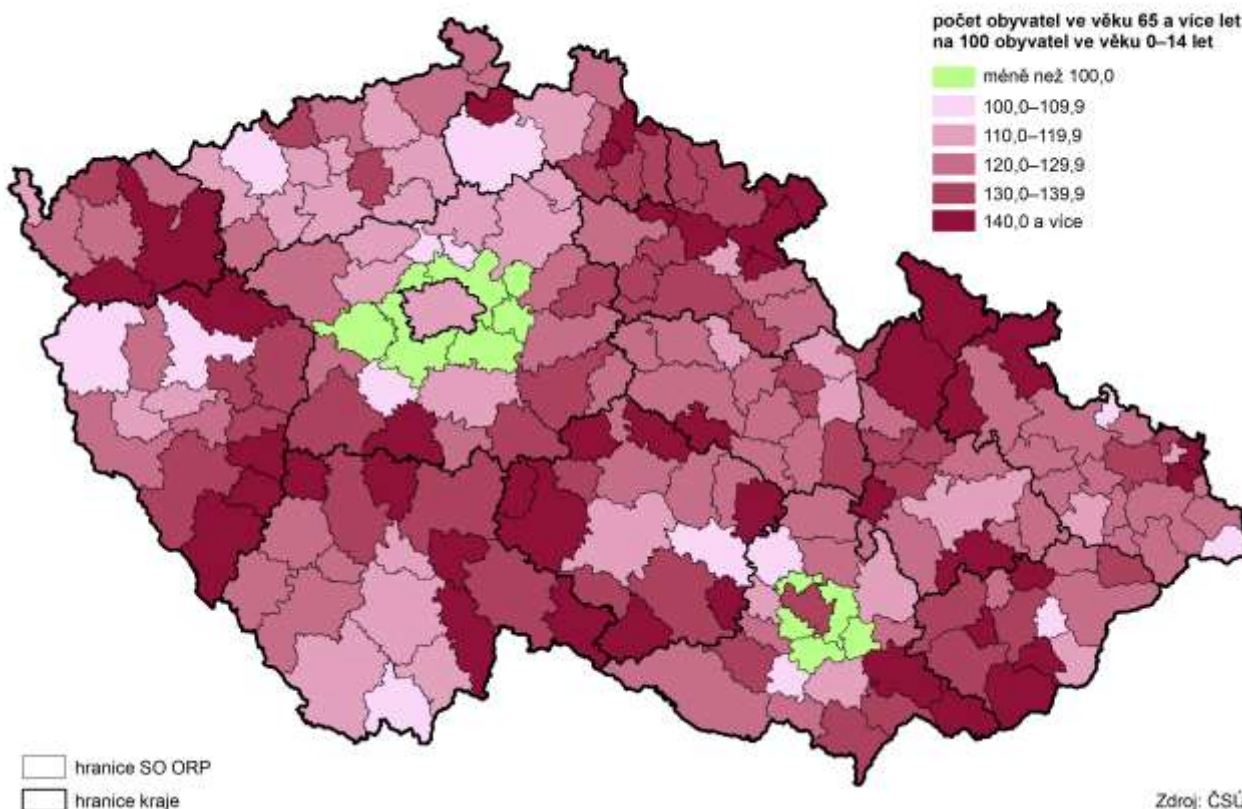 počet obyvatel ve věku 65 a více let
na 100 obyvatel ve věku 0–14 let
méně než 100,0
100,0–109,9
110,0–119,9
120,0–129,9
130,0–139,9
140,0 a více
hranice SO ORP
hranice kraje
Zdroj: ČSÚ